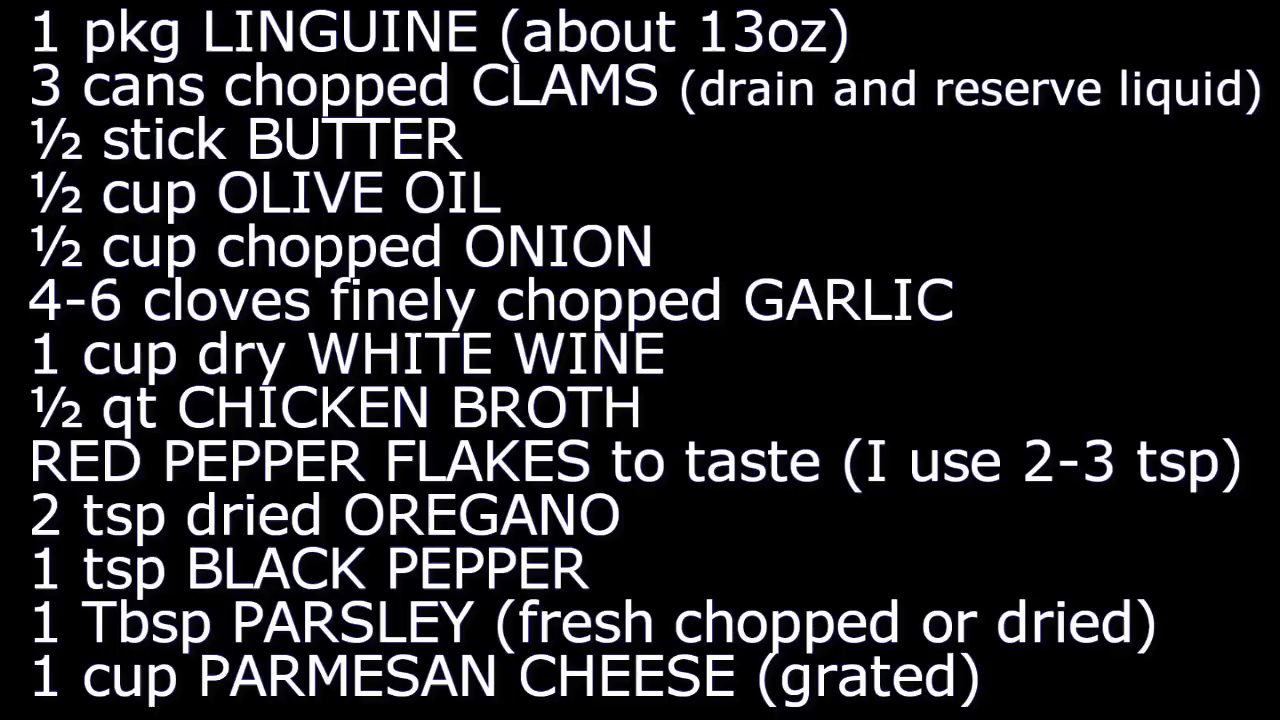 1 pkg LINGUINE (about 13oz)
3 cans chopped CLAMS (drain and reserve liquid)
½ stick BUTTER
½ cup OLIVE OIL
½ cup chopped ONION
4-6 cloves finely chopped GARLIC
1 cup dry WHITE WINE
½ qt CHICKEN BROTH
RED PEPPER FLAKES to taste (I use 2-3 tsp)
2 tsp dried OREGANO
1 tsp BLACK PEPPER
1 Tbsp PARSLEY (fresh chopped or dried)
1 cup PARMESAN CHEESE (grated)